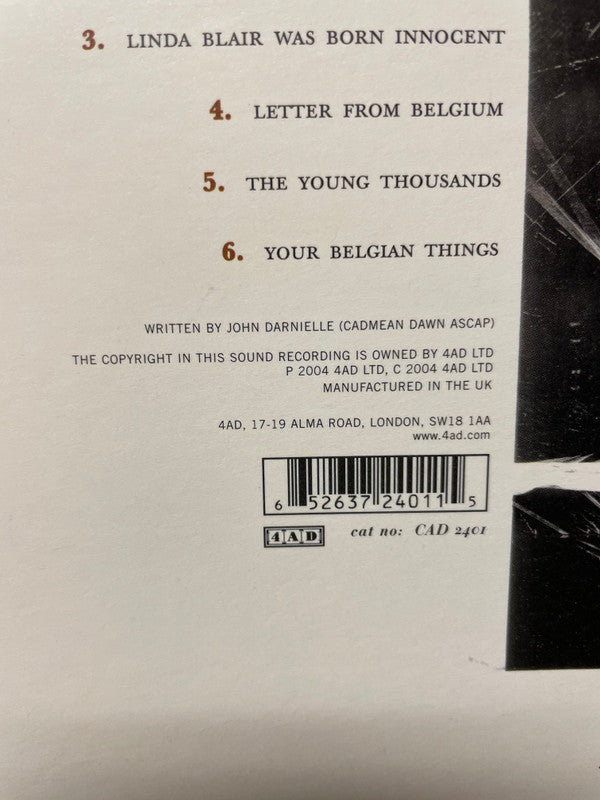 3. LINDA BLAIR WAS BORN INNOCENT
4. LETTER FROM BELGIUM
5. THE YOUNG THOUSANDS
6. YOUR BELGIAN THINGS
WRITTEN BY JOHN DARNIELLE (CADMEAN DAWN ASCAP)
THE COPYRIGHT IN THIS SOUND RECORDING IS OWNED BY 4AD LTD
P 2004 4AD LTD, C 2004 4AD LTD
MANUFACTURED IN THE UK
4AD, 17-19 ALMA ROAD, LONDON, SW18 1AA
www.4ad.com
6 52637 24011 5
4AD cat no: CAD 2401